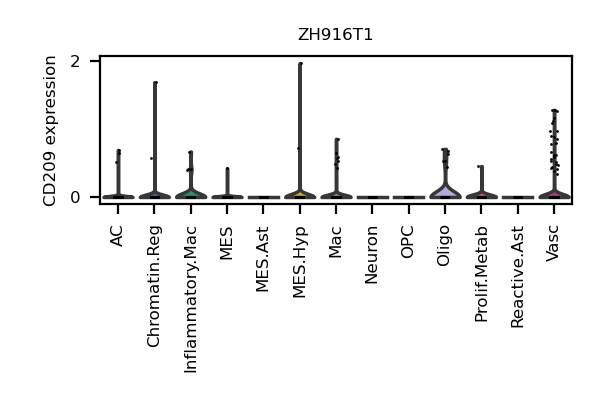 ZH916T1
CD209 expression
2
0
AC
Chromatin.Reg
Inflammatory.Mac
MES
MES.Ast
MES.Hyp
Mac
Neuron
OPC
Oligo
Prolif.Metab
Reactive.Ast
Vasc